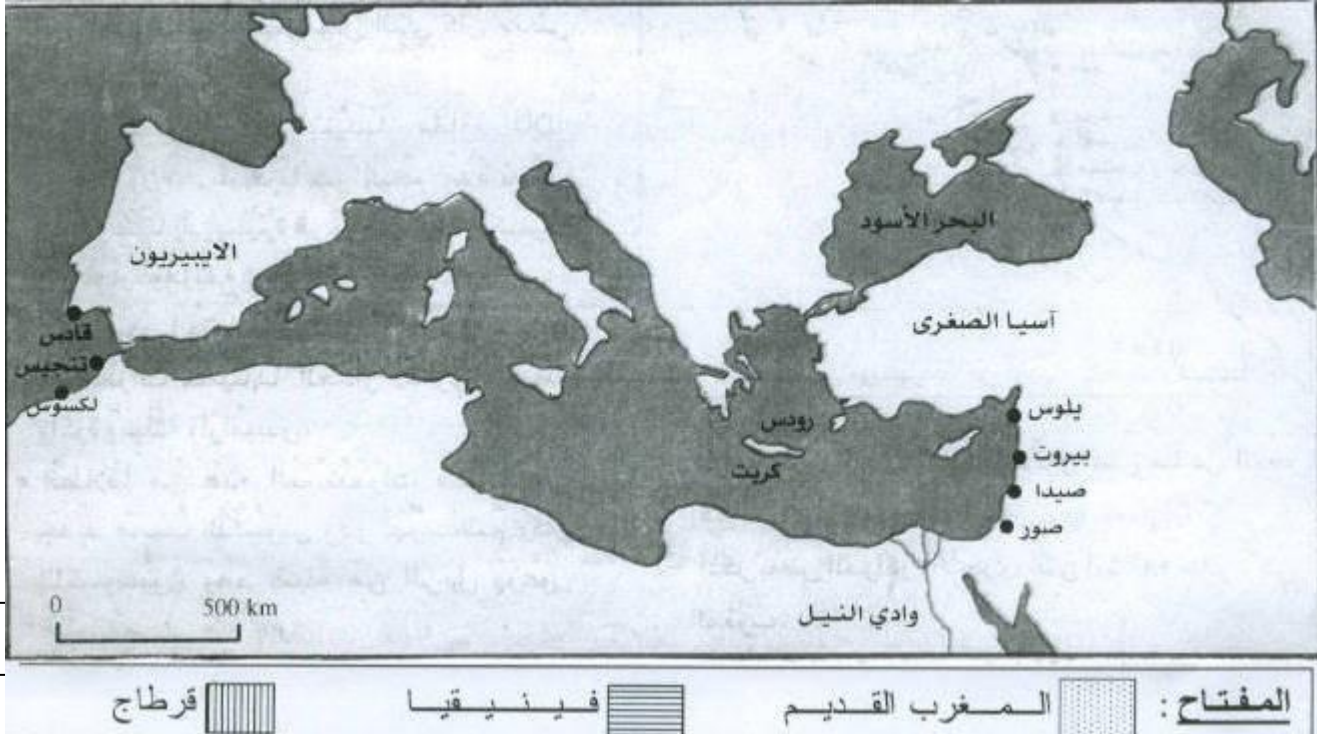 البحر الأسود
الايبيريون
آسيا الصغرى
قادس
تنجيس
لكسوس
رودس
كريت
يلوس
بيروت
صيدا
صور
وادي النيل
0 500 km
المفتاح : المغرب القديم فينيقيا قرطاج